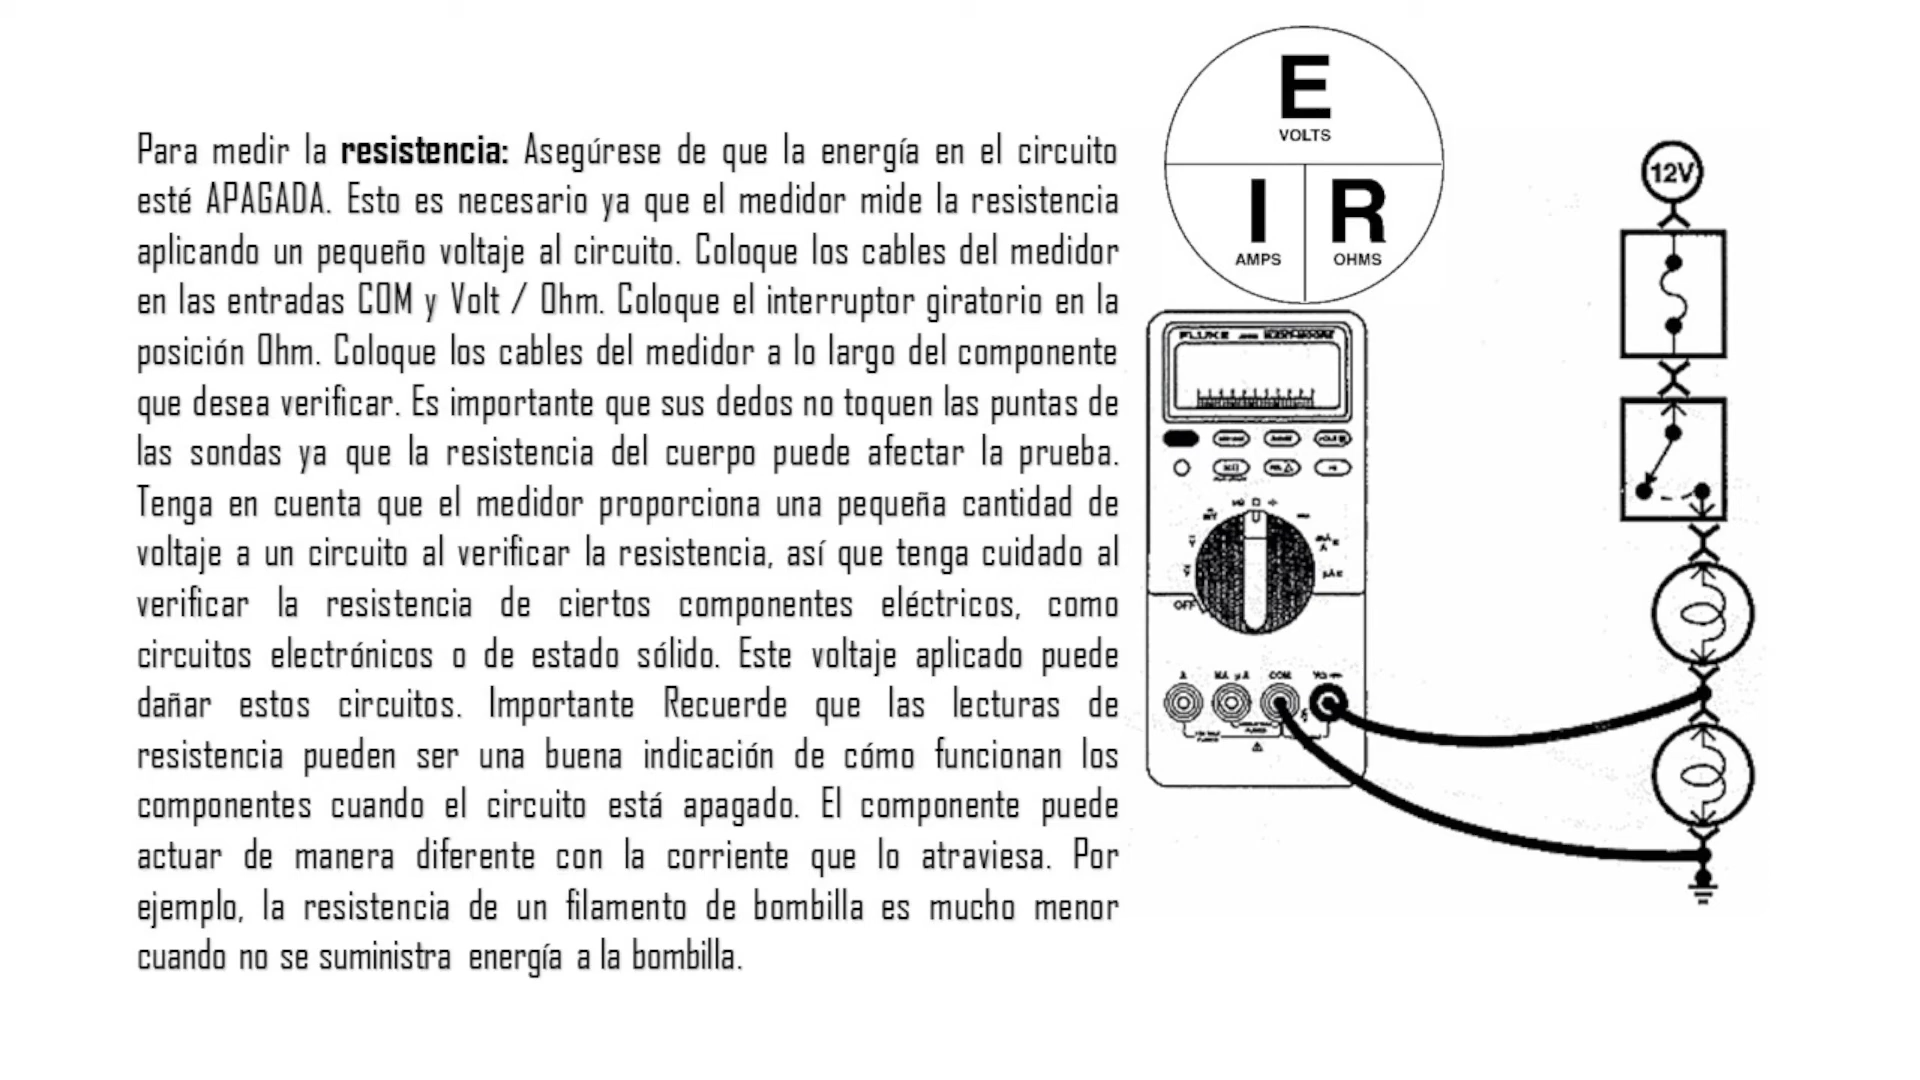 Para medir la resistencia: Asegúrese de que la energía en el circuito
esté APAGADA. Esto es necesario ya que el medidor mide la resistencia
aplicando un pequeño voltaje al circuito. Coloque los cables del medidor
en las entradas COM y Volt / Ohm. Coloque el interruptor giratorio en la
posición Ohm. Coloque los cables del medidor a lo largo del componente
que desea verificar. Es importante que sus dedos no toquen las puntas de
las sondas ya que la resistencia del cuerpo puede afectar la prueba.
Tenga en cuenta que el medidor proporciona una pequeña cantidad de
voltaje a un circuito al verificar la resistencia, así que tenga cuidado al
verificar la resistencia de ciertos componentes eléctricos, como
circuitos electrónicos o de estado sólido. Este voltaje aplicado puede
dañar estos circuitos. Importante Recuerde que las lecturas de
resistencia pueden ser una buena indicación de cómo funcionan los
componentes cuando el circuito está apagado. El componente puede
actuar de manera diferente con la corriente que lo atraviesa. Por
ejemplo, la resistencia de un filamento de bombilla es mucho menor
cuando no se suministra energía a la bombilla.
E
VOLTS
I
AMPS
R
OHMS
FLUKE
OFF
A
COM
12V